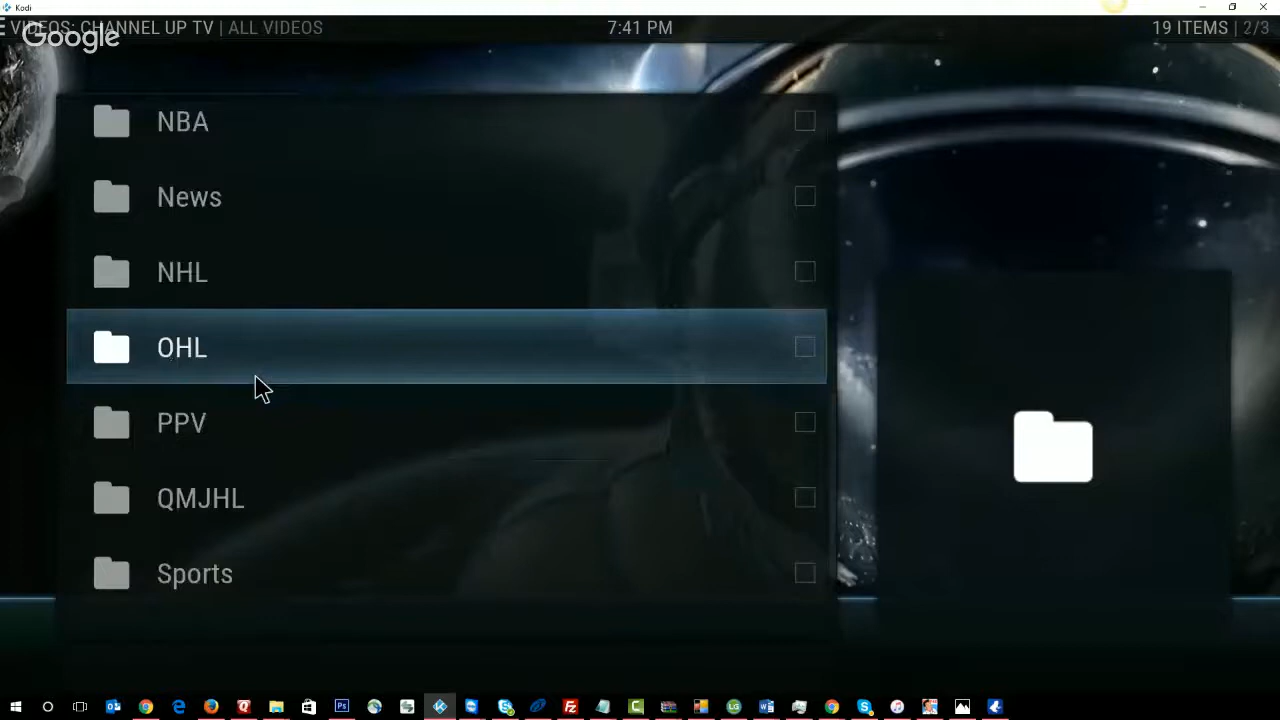 Kodi
VIDEOS: CHANNEL UP TV | ALL VIDEOS
7:41 PM
19 ITEMS | 2/3
Google
NBA
News
NHL
OHL
PPV
QMJHL
Sports